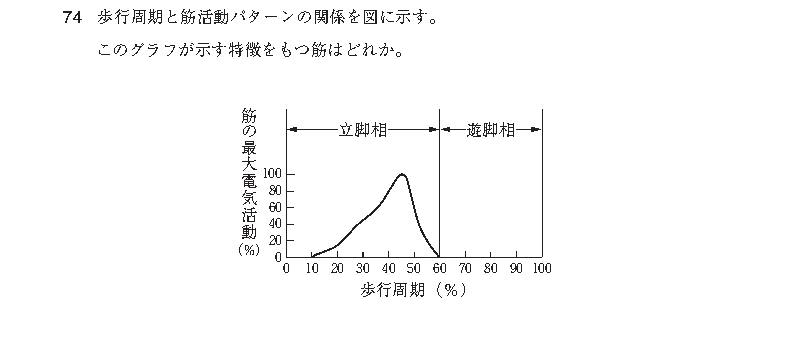 74 歩行周期と筋活動パターンの関係を図に示す。
このグラフが示す特徴をもつ筋はどれか。
筋の最大電気活動(%)
立脚相
遊脚相
100
80
60
40
20
0
0 10 20 30 40 50 60 70 80 90 100
歩行周期（%）